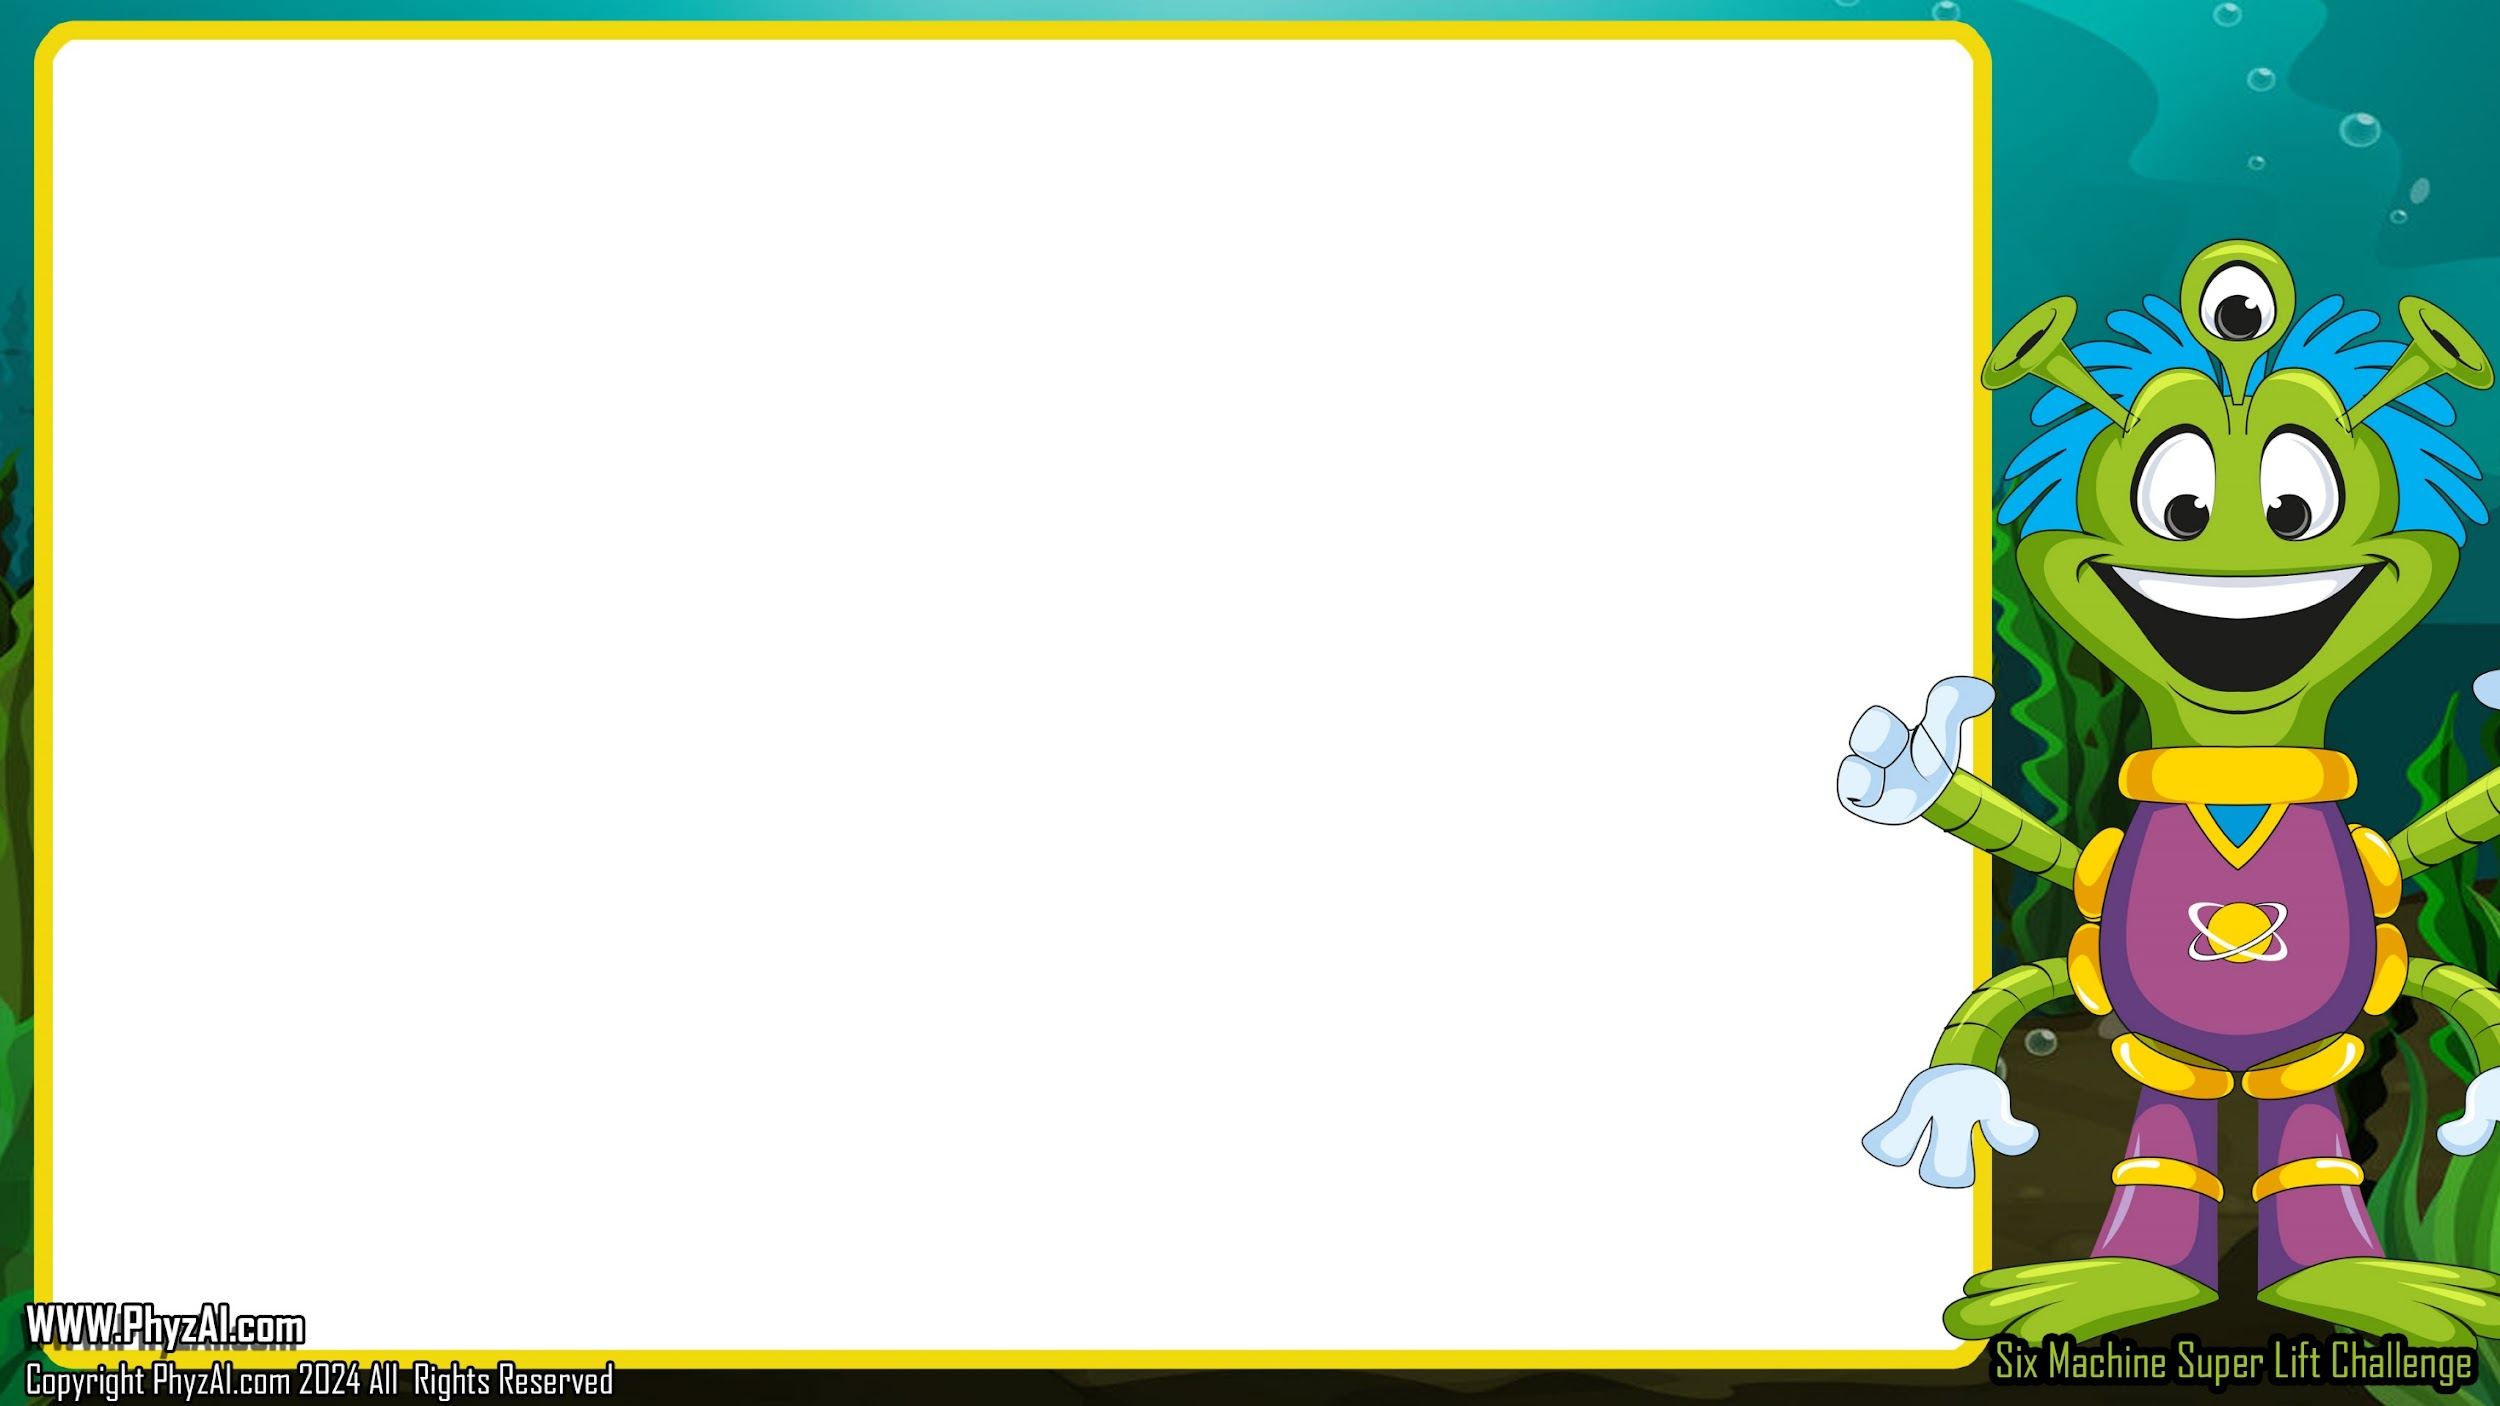 WWW.PhyzAI.com
Copyright PhyzAI.com 2024 All Rights Reserved
Six Machine Super Lift Challenge